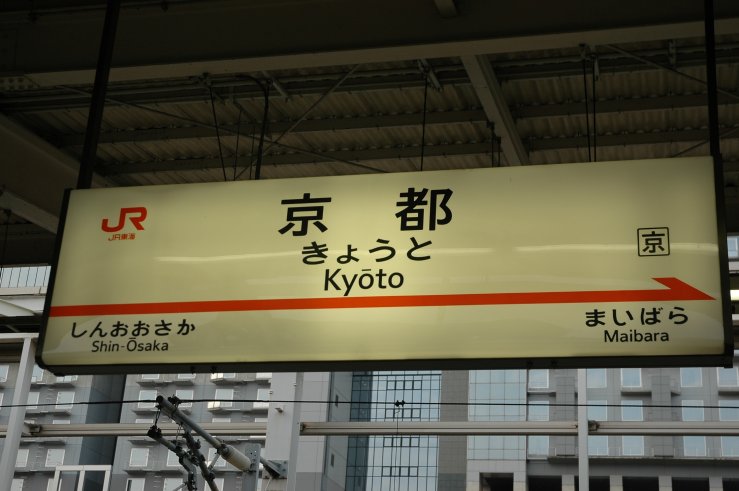 JR
JR東海
京都
きょうと
Kyōto
京
しんおおさか
Shin-Ōsaka
まいばら
Maibara